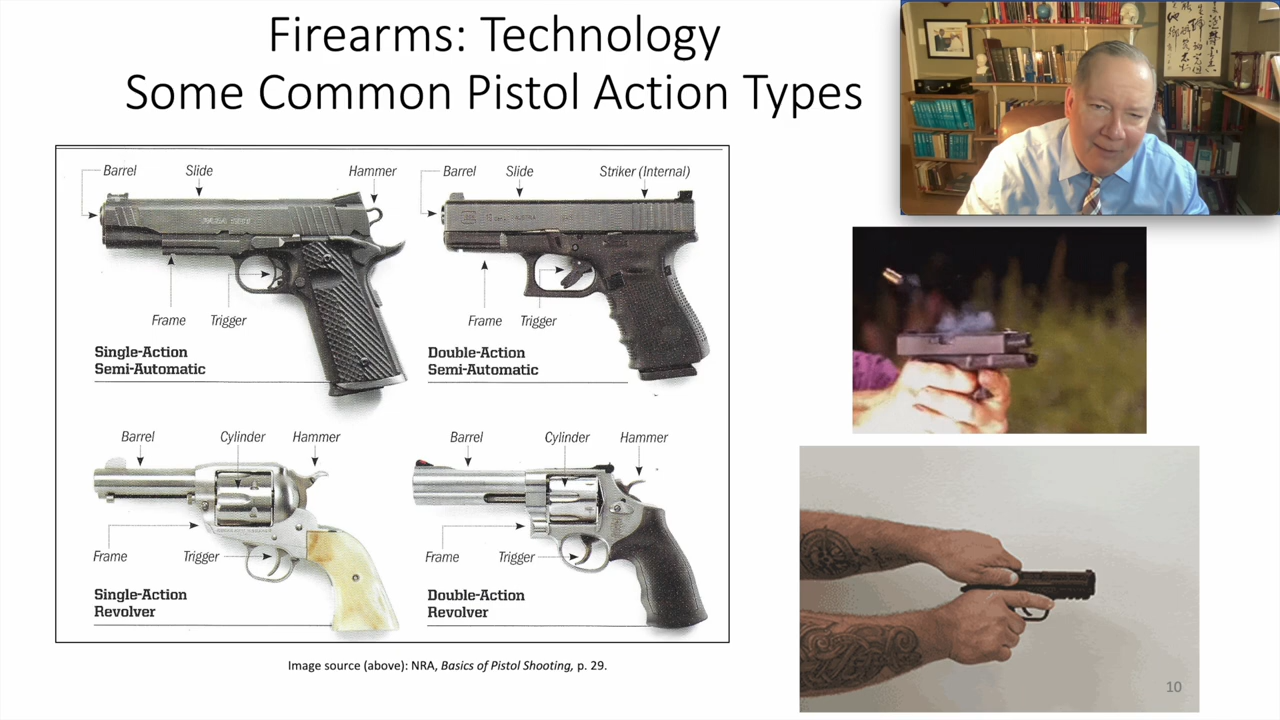 Firearms: Technology
Some Common Pistol Action Types
Barrel Slide Hammer
Frame Trigger
Single-Action
Semi-Automatic
Barrel Slide Striker (Internal)
Frame Trigger
Double-Action
Semi-Automatic
Barrel Cylinder Hammer
Frame Trigger
Single-Action
Revolver
Barrel Cylinder Hammer
Frame Trigger
Double-Action
Revolver
Image source (above): NRA, Basics of Pistol Shooting, p. 29.
10